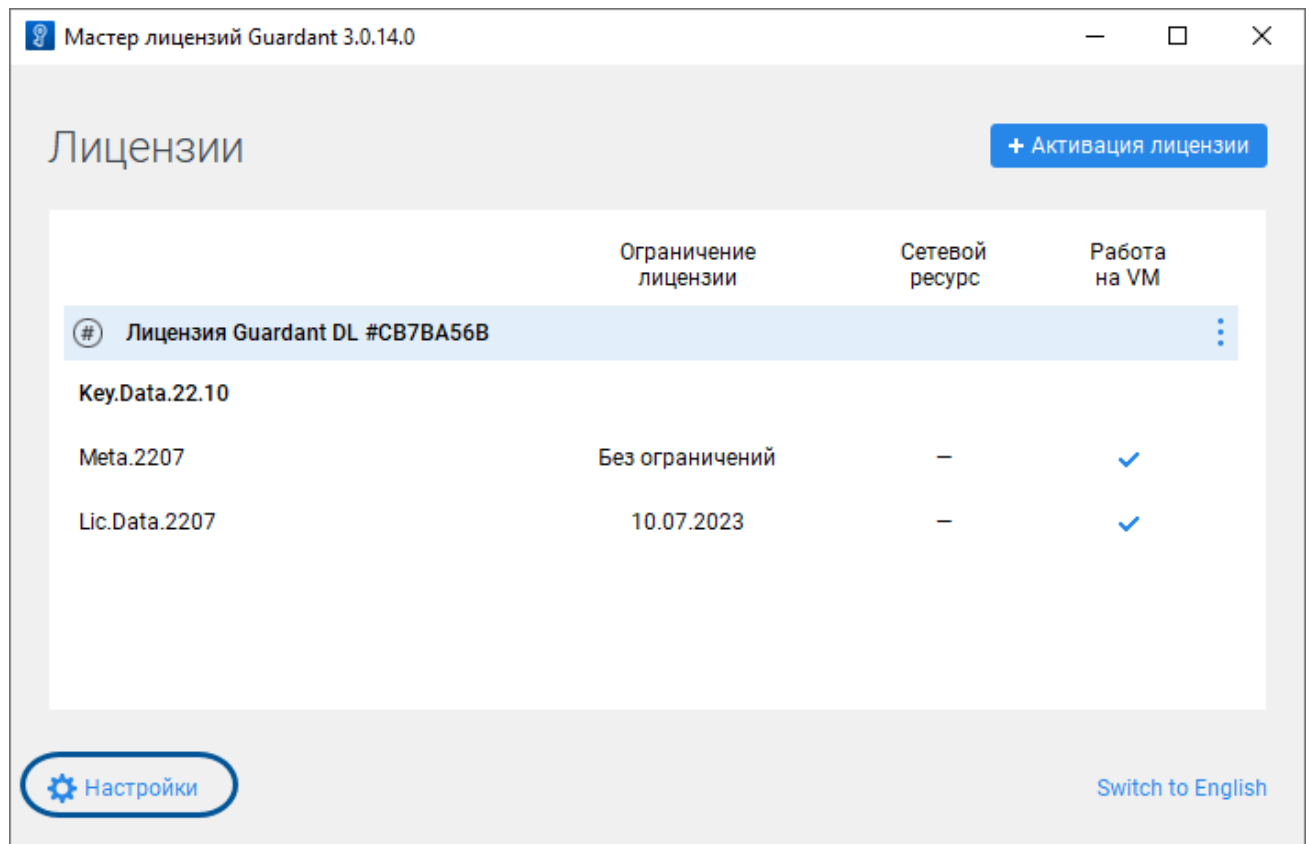 Мастер лицензий Guardant 3.0.14.0
Лицензии
+ Активация лицензии
Ограничение лицензии
Сетевой ресурс
Работа на VM
# Лицензия Guardant DL #CB7BA56B
Key.Data.22.10
Meta.2207 Без ограничений –
Lic.Data.2207 10.07.2023 –
Настройки
Switch to English